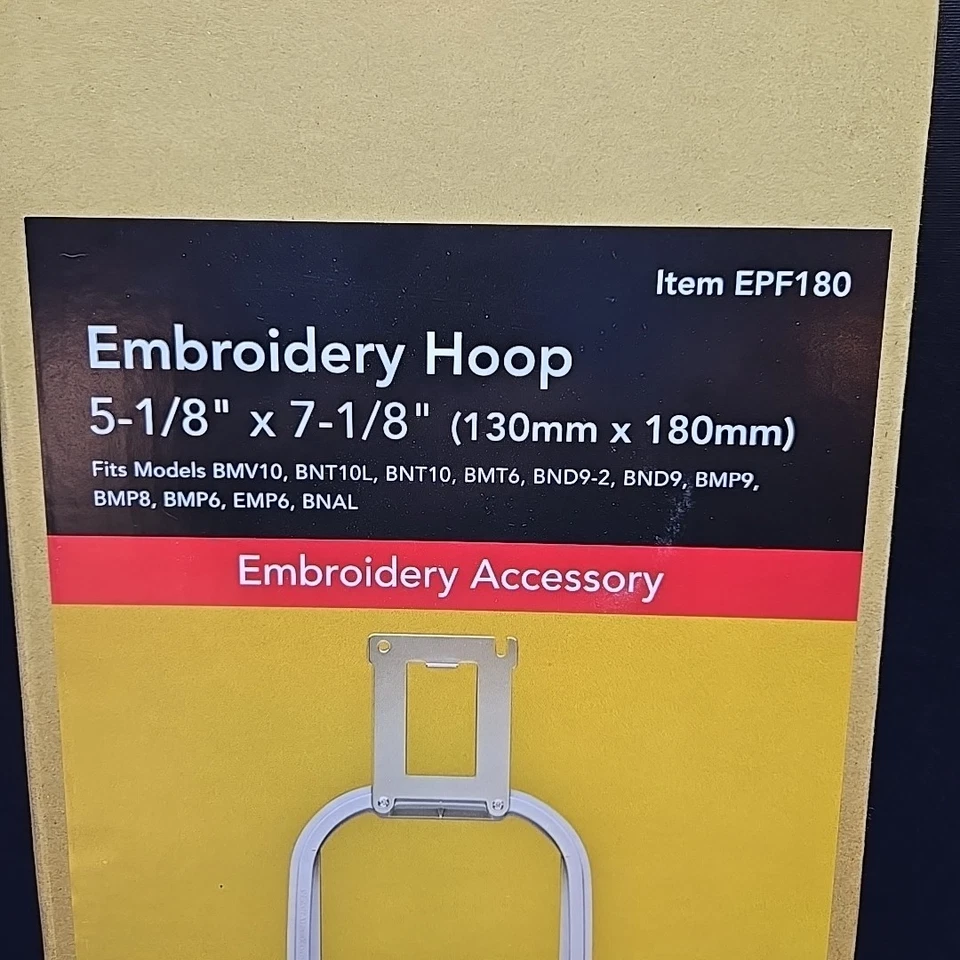 Item EPF180
Embroidery Hoop
5-1/8" x 7-1/8" (130mm x 180mm)
Fits Models BMV10, BNT10L, BNT10, BMT6, BND9-2, BND9, BMP9,
BMP8, BMP6, EMP6, BNAL
Embroidery Accessory